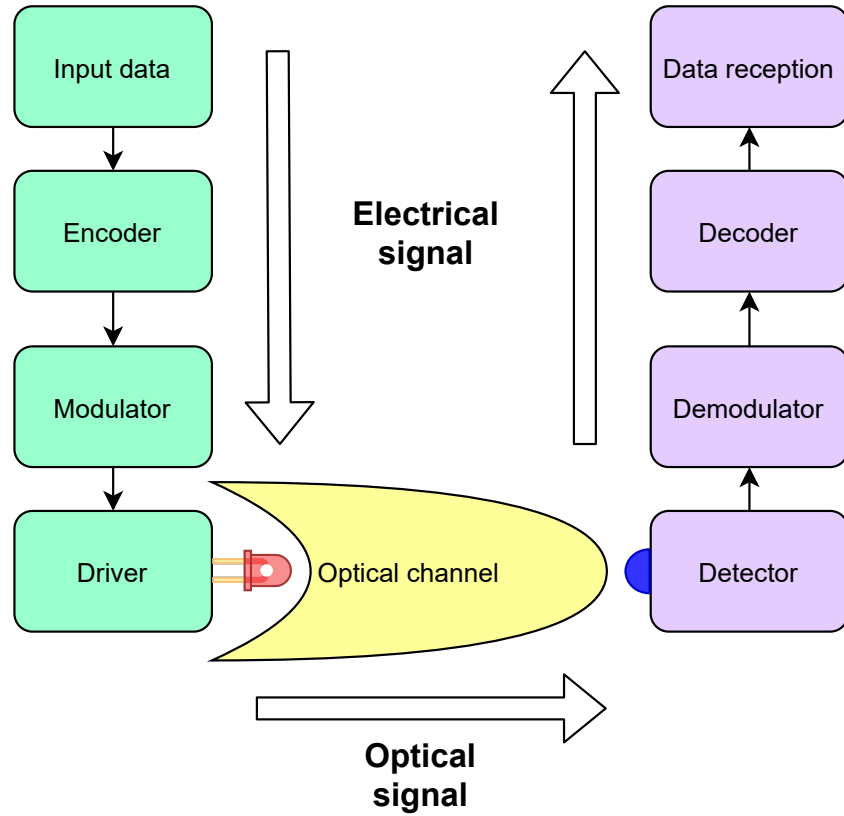 Input data
Encoder
Modulator
Driver
Electrical
signal
Optical channel
Optical
signal
Data reception
Decoder
Demodulator
Detector